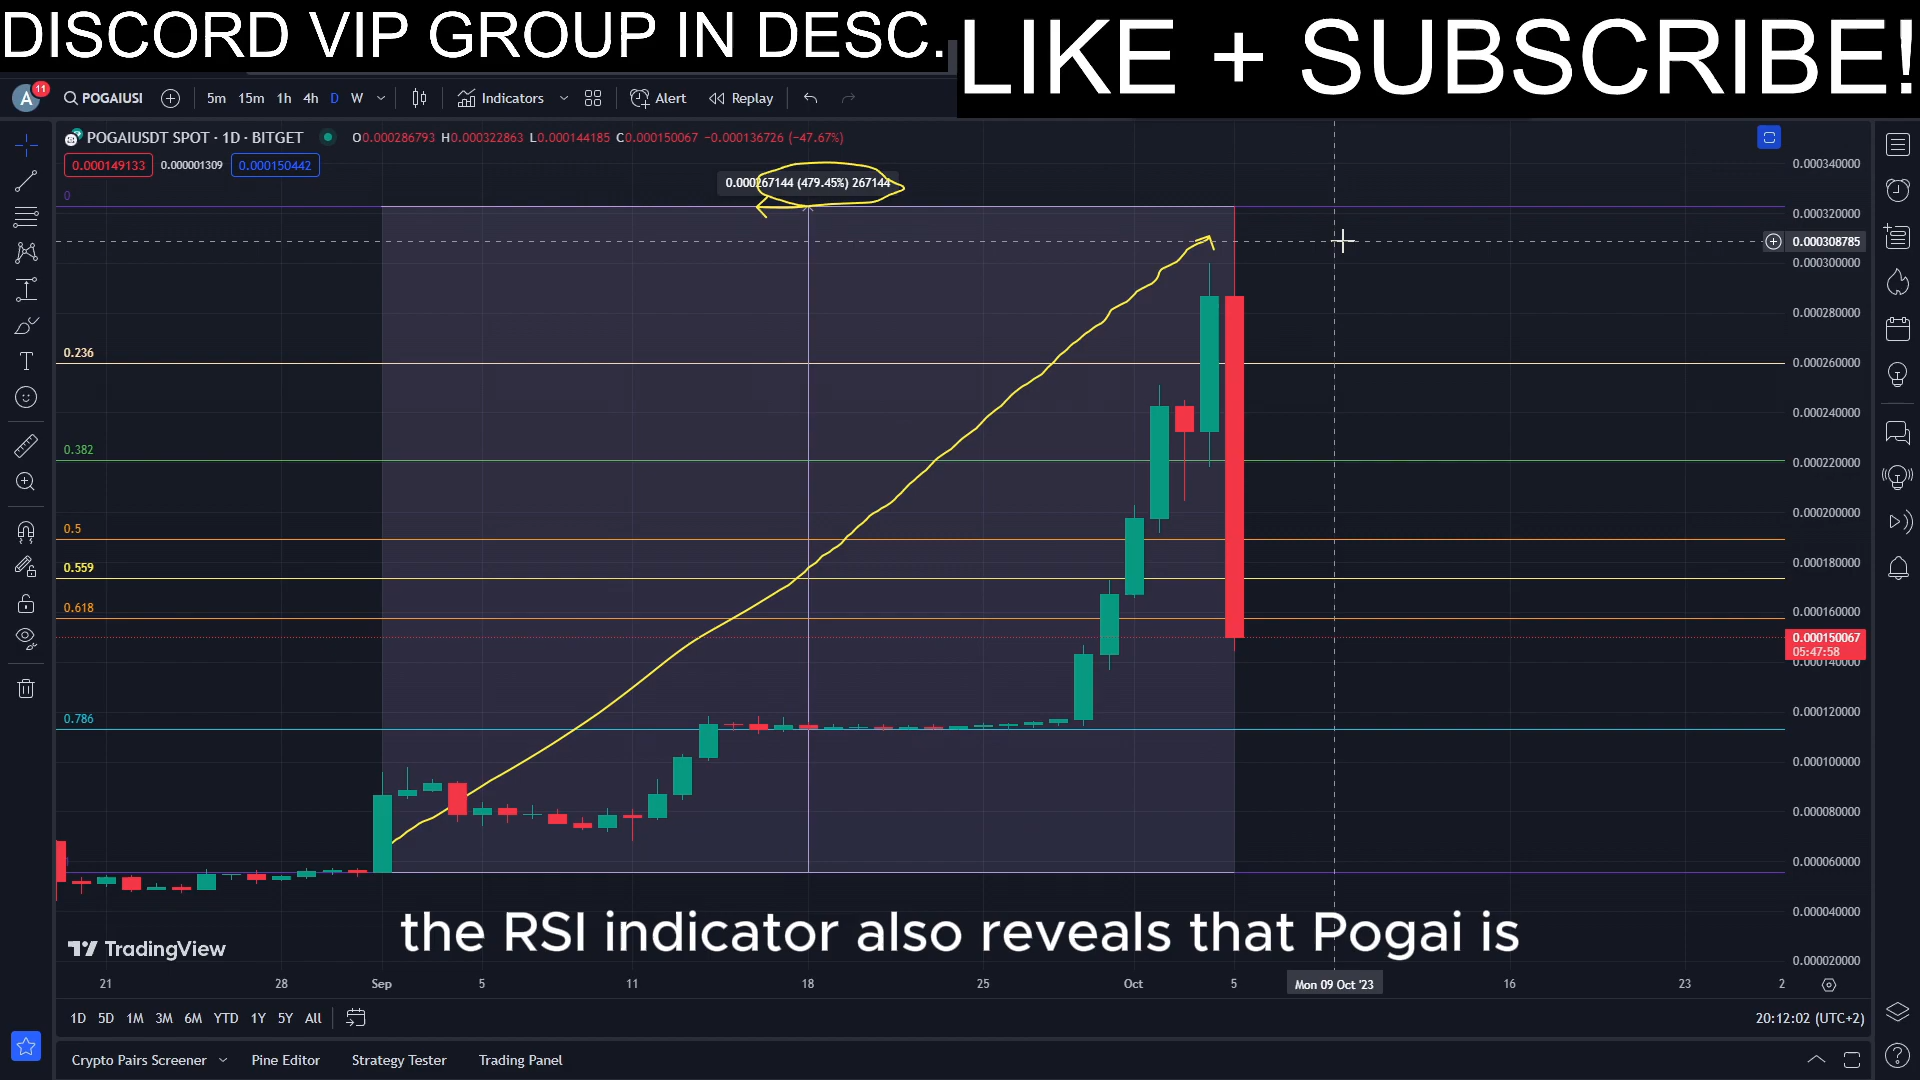 DISCORD VIP GROUP IN DESC.
LIKE + SUBSCRIBE!
A 11 POGAIUSI 5m 15m 1h 4h D W Indicators Alert Replay
POGAIUSDT SPOT · 1D · BITGET O0.000286793 H0.000322863 L0.000144185 C0.000150067 −0.000136726 (−47.67%)
0.000149133 0.000001309 0.000150442
0.000267144 (479.45%) 267144
0
0.236
0.382
0.5
0.559
0.618
0.786
0.000340000
0.000320000
0.000308785
0.000300000
0.000280000
0.000260000
0.000240000
0.000220000
0.000200000
0.000180000
0.000160000
0.000150067
05:47:58
0.000140000
0.000120000
0.000100000
0.000080000
0.000060000
0.000040000
0.000020000
the RSI indicator also reveals that Pogai is
TradingView
21 28 Sep 5 11 18 25 Oct 5 Mon 09 Oct '23 16 23 2
1D 5D 1M 3M 6M YTD 1Y 5Y All 20:12:02 (UTC+2)
Crypto Pairs Screener Pine Editor Strategy Tester Trading Panel